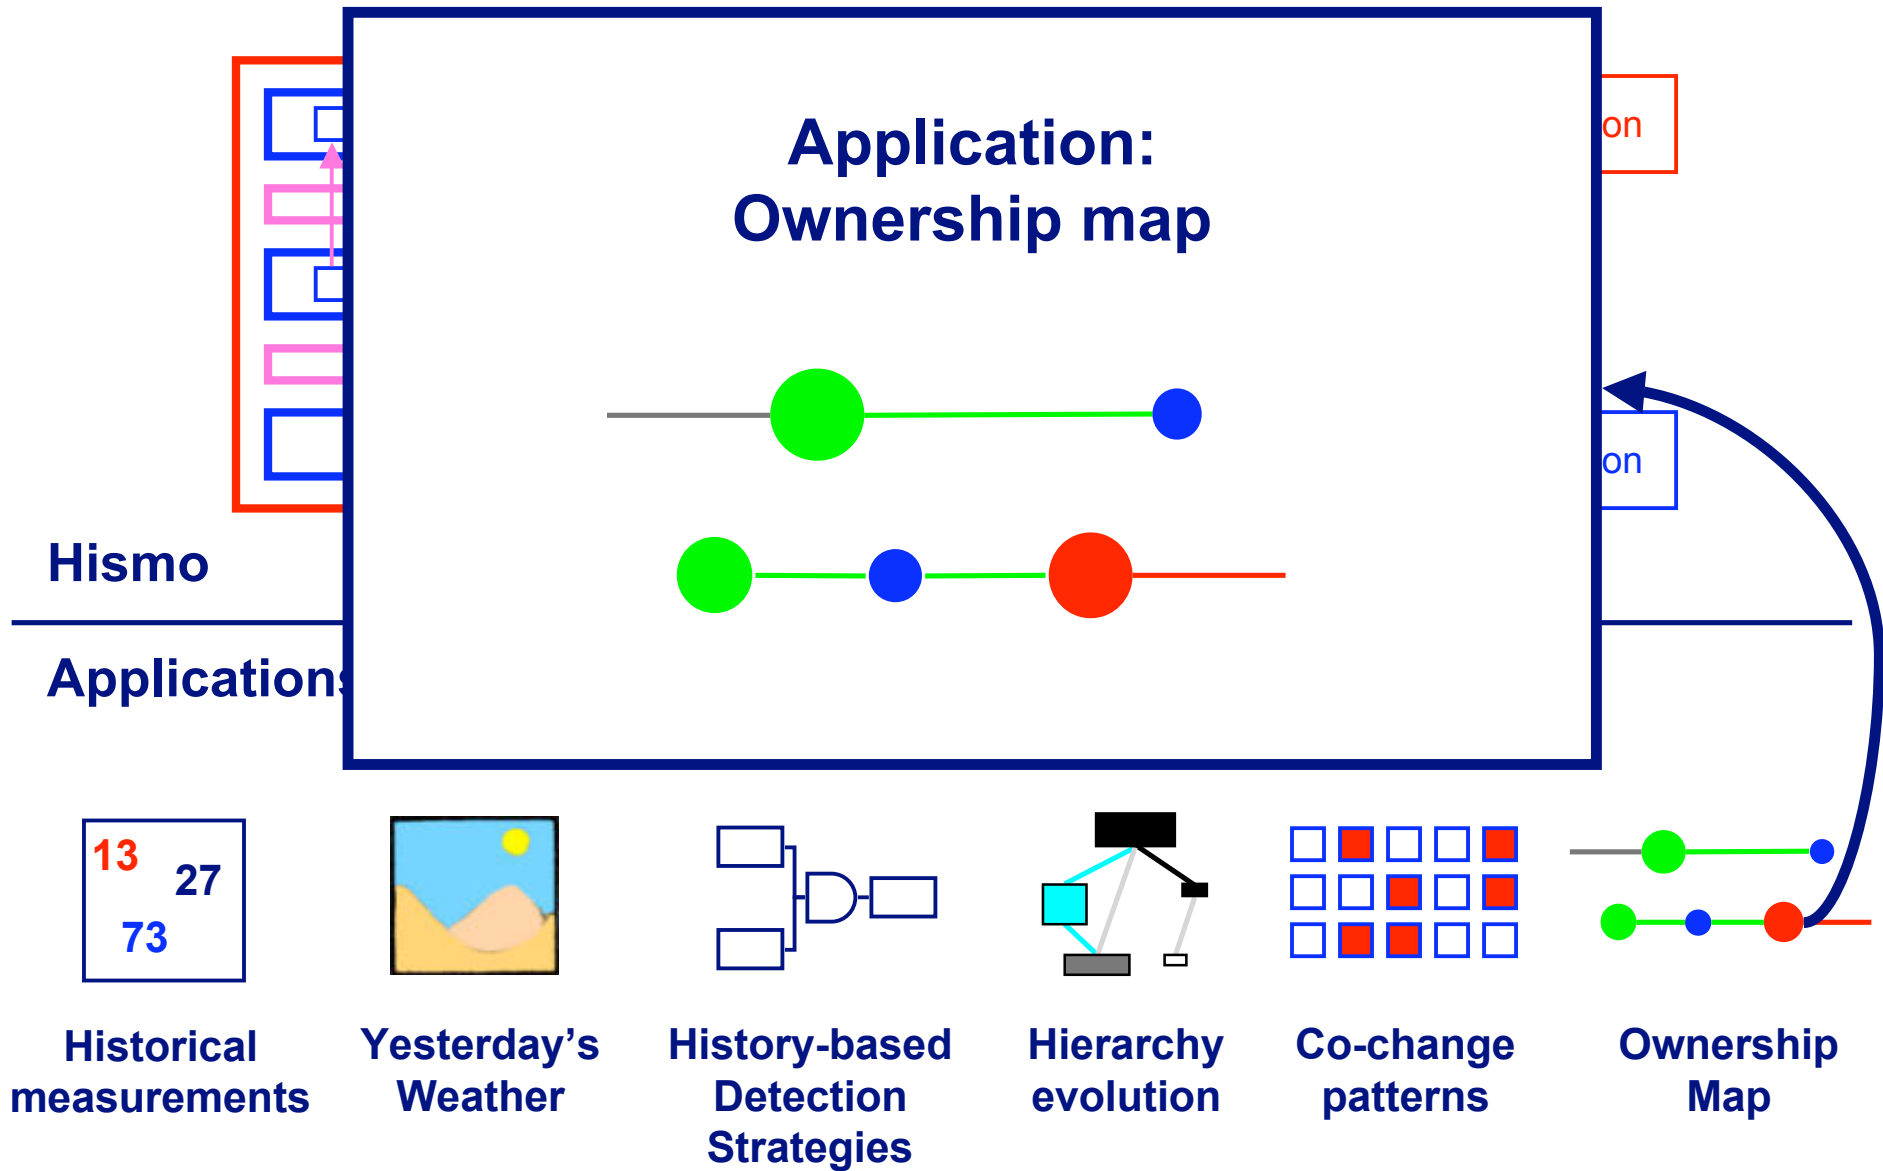 Application:
Ownership map
on
on
Hismo
Applications
13
27
73
Historical
measurements
Yesterday's
Weather
History-based
Detection
Strategies
Hierarchy
evolution
Co-change
patterns
Ownership
Map